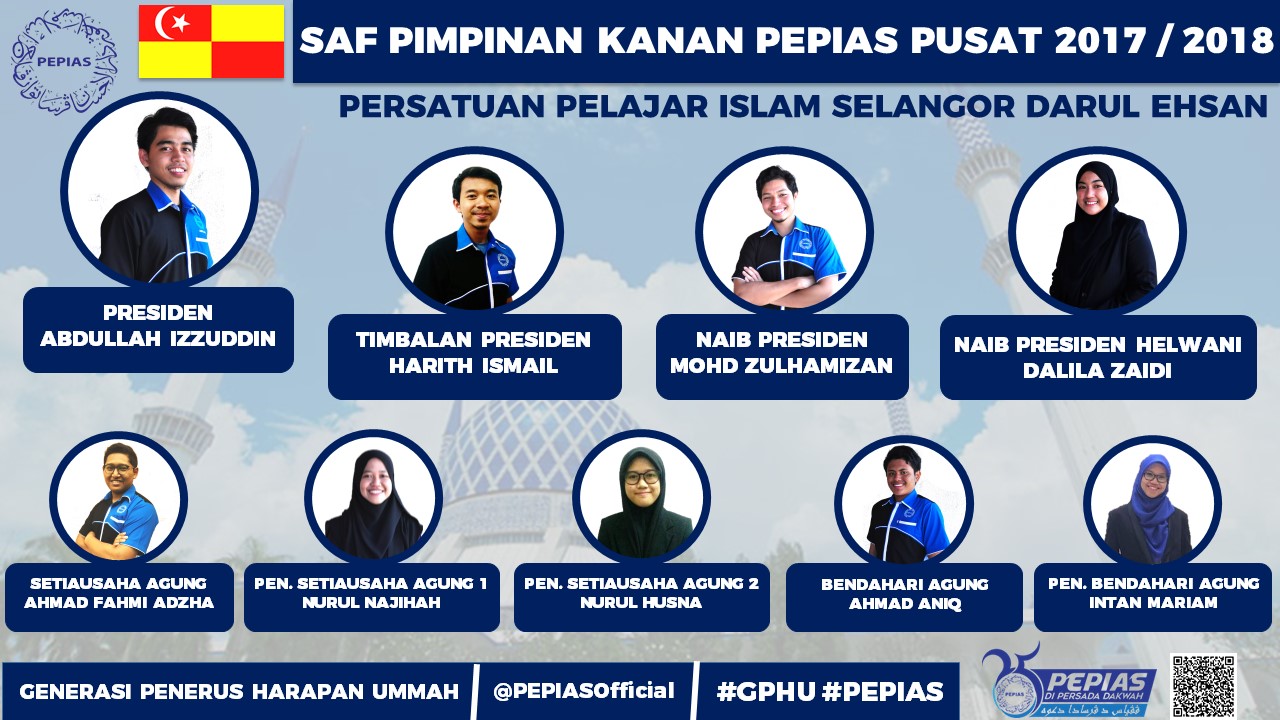 PEPIAS
SAF PIMPINAN KANAN PEPIAS PUSAT 2017 / 2018
PERSATUAN PELAJAR ISLAM SELANGOR DARUL EHSAN
PRESIDEN
ABDULLAH IZZUDDIN
TIMBALAN PRESIDEN
HARITH ISMAIL
NAIB PRESIDEN
MOHD ZULHAMIZAN
NAIB PRESIDEN HELWANI
DALILA ZAIDI
SETIAUSAHA AGUNG
AHMAD FAHMI ADZHA
PEN. SETIAUSAHA AGUNG 1
NURUL NAJIHAH
PEN. SETIAUSAHA AGUNG 2
NURUL HUSNA
BENDAHARI AGUNG
AHMAD ANIQ
PEN. BENDAHARI AGUNG
INTAN MARIAM
GENERASI PENERUS HARAPAN UMMAH
@PEPIASOfficial
#GPHU #PEPIAS
25
PEPIAS
PEPIAS
DI PERSADA DAKWAH